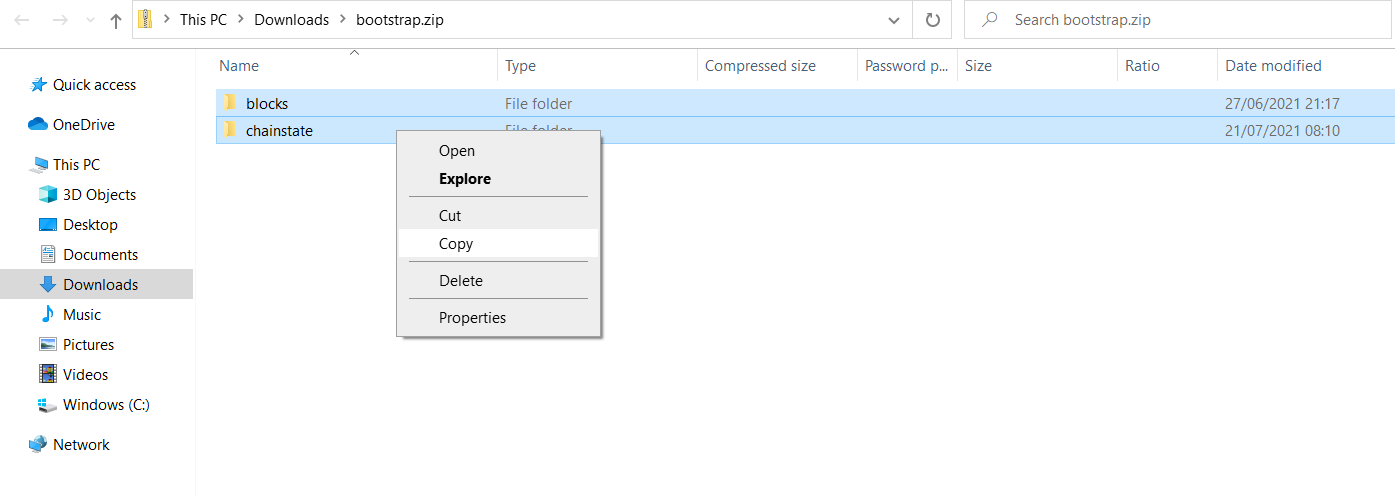 This PC > Downloads > bootstrap.zip
Search bootstrap.zip
Name Type Compressed size Password p... Size Ratio Date modified
Quick access
OneDrive
This PC
3D Objects
Desktop
Documents
Downloads
Music
Pictures
Videos
Windows (C:)
Network
blocks File folder 27/06/2021 21:17
chainstate File folder 21/07/2021 08:10
Open
Explore
Cut
Copy
Delete
Properties